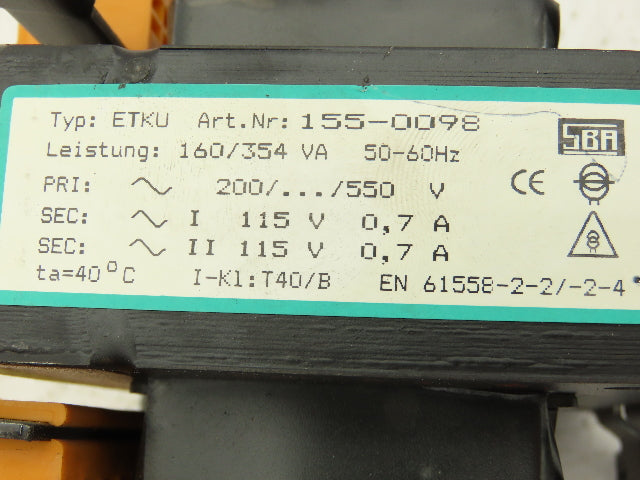 Typ: ETKU Art.Nr: 155-0098
SBA
Leistung: 160/354 VA 50-60Hz
PRI: ~ 200/.../550 V
CE
SEC: ~ I 115 V 0,7 A
SEC: ~ II 115 V 0,7 A
ta=40°C I-Kl:T40/B EN 61558-2-2/-2-4